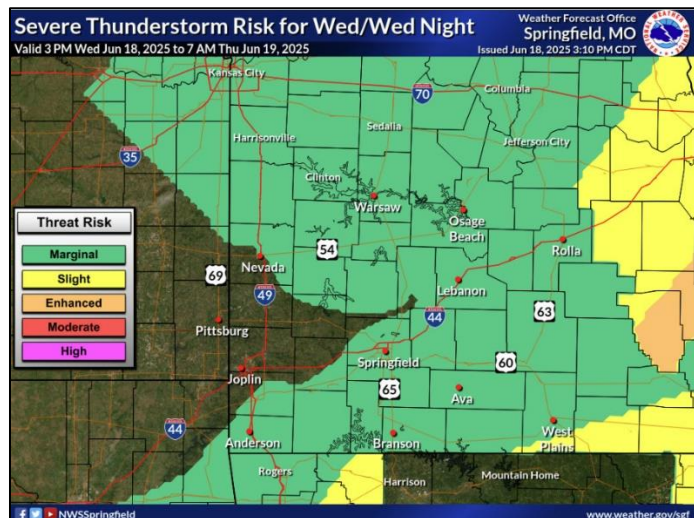 Severe Thunderstorm Risk for Wed/Wed Night
Valid 3 PM Wed Jun 18, 2025 to 7 AM Thu Jun 19, 2025
Weather Forecast Office
Springfield, MO
Issued Jun 18, 2025 3:10 PM CDT
Kansas City
70
Columbia
Harrisonville
Sedalia
Jefferson City
35
Clinton
Warsaw
Osage
Beach
Threat Risk
Marginal
Slight
Enhanced
Moderate
High
54
Rolla
69
Nevada
49
Lebanon
63
Pittsburg
44
Springfield
60
Joplin
65
Ava
44
Anderson
Branson
West
Plains
Rogers
Harrison
Mountain Home
NWSSpringfield
www.weather.gov/sgf